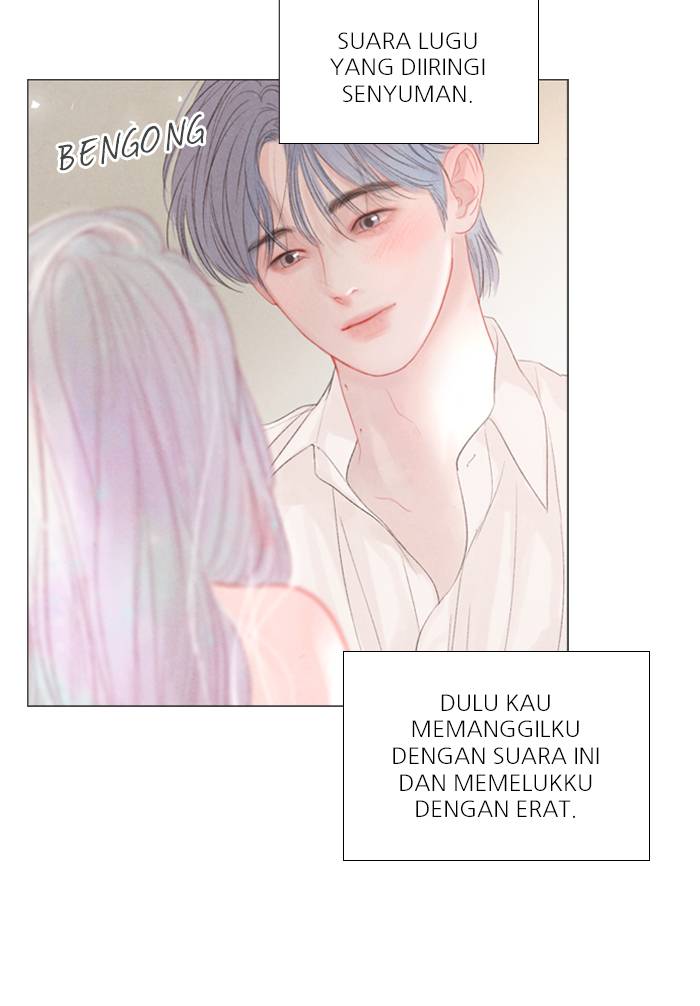 SUARA LUGU
YANG DIIRINGI
SENYUMAN.
BENGONG
DULU KAU
MEMANGGILKU
DENGAN SUARA INI
DAN MEMELUKKU
DENGAN ERAT.